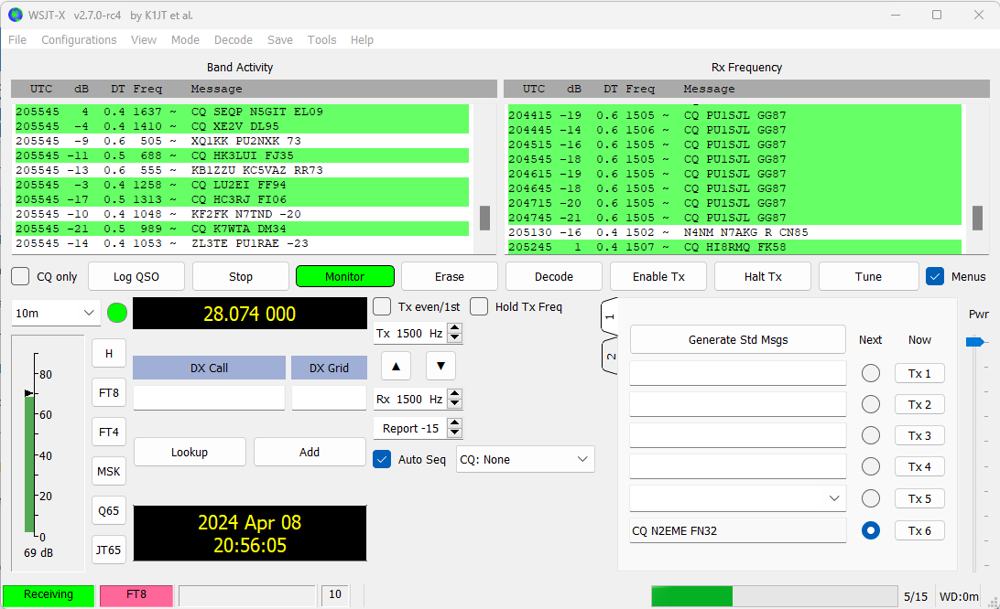 WSJT-X v2.7.0-rc4 by K1JT et al.
File Configurations View Mode Decode Save Tools Help
Band Activity
UTC dB DT Freq Message
205545 4 0.4 1637 ~ CQ SEQP N5GIT EL09
205545 -4 0.4 1410 ~ CQ XE2V DL95
205545 -9 0.6 505 ~ XQ1KK PU2NXK 73
205545 -11 0.5 688 ~ CQ HK3LUI FJ35
205545 -13 0.6 555 ~ KB1ZZU KC5VAZ RR73
205545 -3 0.4 1258 ~ CQ LU2EI FF94
205545 -17 0.5 1313 ~ CQ HC3RJ FI06
205545 -10 0.4 1048 ~ KF2FK N7TND -20
205545 -21 0.5 989 ~ CQ K7WTA DM34
205545 -14 0.4 1053 ~ ZL3TE PU1RAE -23
Rx Frequency
UTC dB DT Freq Message
204415 -19 0.6 1505 ~ CQ PU1SJL GG87
204445 -14 0.6 1506 ~ CQ PU1SJL GG87
204515 -16 0.6 1505 ~ CQ PU1SJL GG87
204545 -18 0.6 1505 ~ CQ PU1SJL GG87
204615 -19 0.6 1505 ~ CQ PU1SJL GG87
204645 -18 0.6 1505 ~ CQ PU1SJL GG87
204715 -20 0.6 1505 ~ CQ PU1SJL GG87
204745 -21 0.6 1505 ~ CQ PU1SJL GG87
205130 -16 0.4 1502 ~ N4NM N7AKG R CN85
205245 1 0.4 1507 ~ CQ HI8RMQ FK58
CQ only Log QSO Stop Monitor Erase Decode Enable Tx Halt Tx Tune Menus
10m
28.074 000
Tx even/1st Hold Tx Freq
Tx 1500 Hz
DX Call DX Grid
Rx 1500 Hz
Report -15
Lookup Add
Auto Seq CQ: None
2024 Apr 08
20:56:05
80
60
40
20
0
69 dB
H
FT8
FT4
MSK
Q65
JT65
1
2
Generate Std Msgs Next Now Pwr
Tx 1
Tx 2
Tx 3
Tx 4
Tx 5
CQ N2EME FN32 Tx 6
Receiving FT8 10 5/15 WD:0m